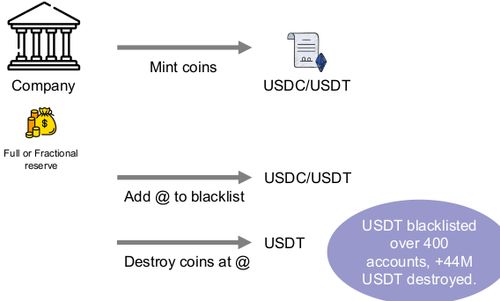 Company
Full or Fractional
reserve
Mint coins
USDC/USDT
Add @ to blacklist
USDC/USDT
Destroy coins at @
USDT
USDT blacklisted
over 400
accounts, +44M
USDT destroyed.